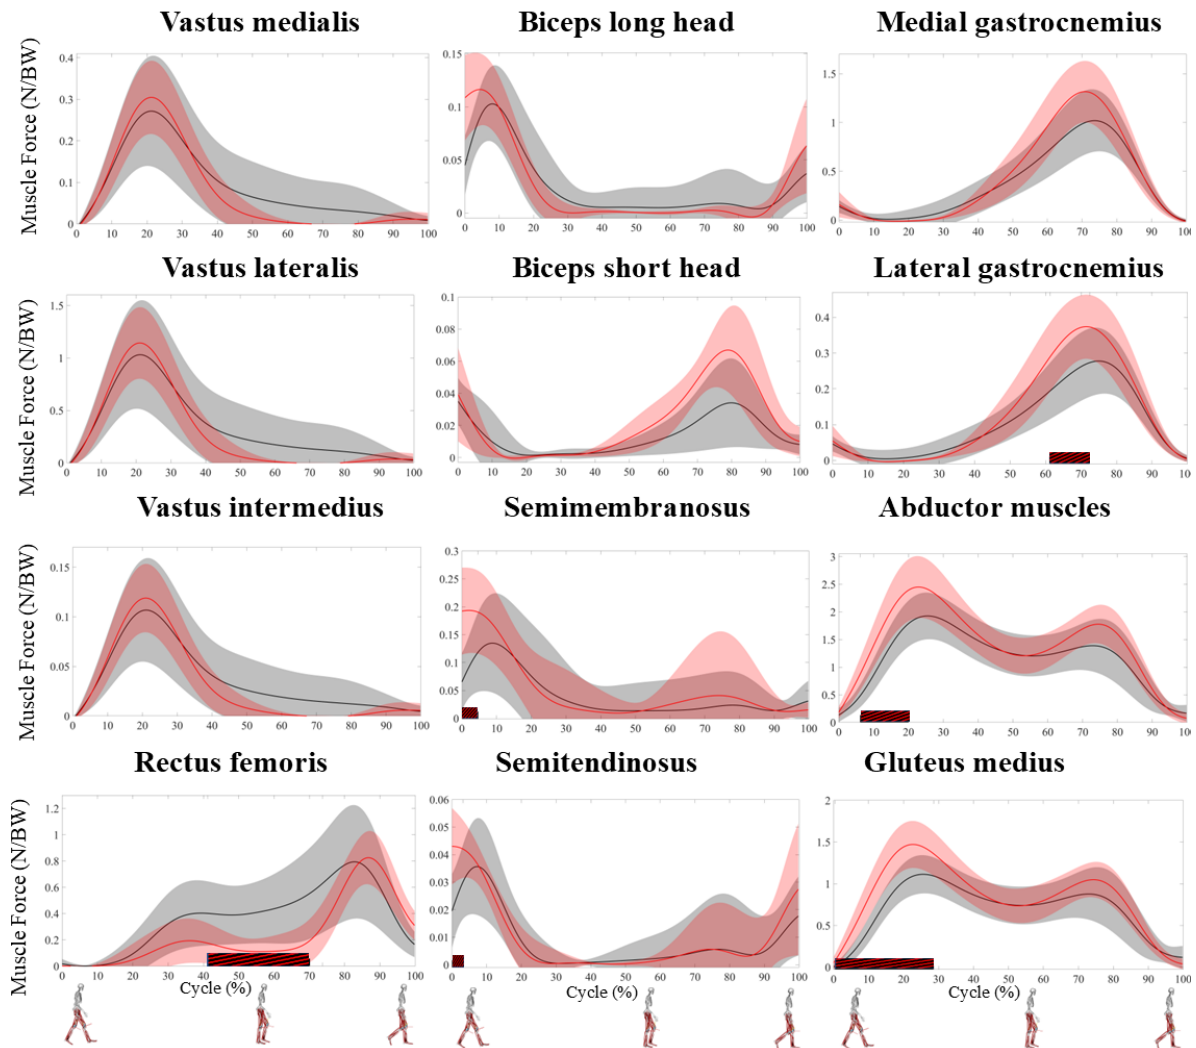 Vastus medialis Biceps long head Medial gastrocnemius
Muscle Force (N/BW)
0.4
0.3
0.2
0.1
0
0 10 20 30 40 50 60 70 80 90 100
0.15
0.1
0.05
0
0 10 20 30 40 50 60 70 80 90 100
1.5
1
0.5
0
0 10 20 30 40 50 60 70 80 90 100
Vastus lateralis Biceps short head Lateral gastrocnemius
Muscle Force (N/BW)
1.5
1
0.5
0
0 10 20 30 40 50 60 70 80 90 100
0.1
0.08
0.06
0.04
0.02
0
0 10 20 30 40 50 60 70 80 90 100
0.4
0.3
0.2
0.1
0
0 10 20 30 40 50 60 70 80 90 100
Vastus intermedius Semimembranosus Abductor muscles
Muscle Force (N/BW)
0.15
0.1
0.05
0
0 10 20 30 40 50 60 70 80 90 100
0.3
0.25
0.2
0.15
0.1
0.05
0
0 10 20 30 40 50 60 70 80 90 100
3
2.5
2
1.5
1
0.5
0
0 10 20 30 40 50 60 70 80 90 100
Rectus femoris Semitendinosus Gluteus medius
Muscle Force (N/BW)
1.2
1
0.8
0.6
0.4
0.2
0
0 10 20 30 40 50 60 70 80 90 100
Cycle (%)
0.06
0.05
0.04
0.03
0.02
0.01
0
0 10 20 30 40 50 60 70 80 90 100
Cycle (%)
2
1.5
1
0.5
0
0 10 20 30 40 50 60 70 80 90 100
Cycle (%)